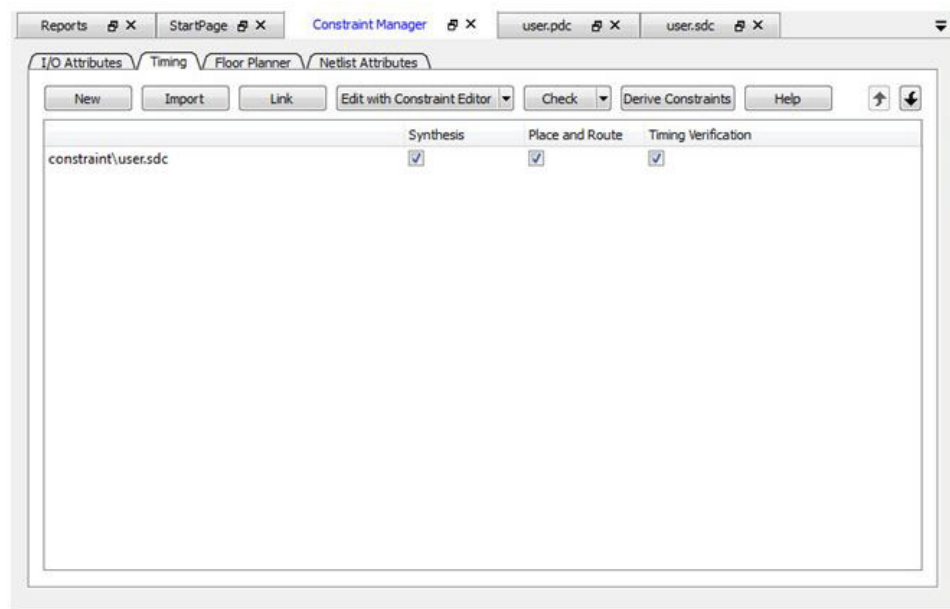 Reports StartPage Constraint Manager user.pdc user.sdc
I/O Attributes Timing Floor Planner Netlist Attributes
New Import Link Edit with Constraint Editor Check Derive Constraints Help
Synthesis Place and Route Timing Verification
constraint\user.sdc